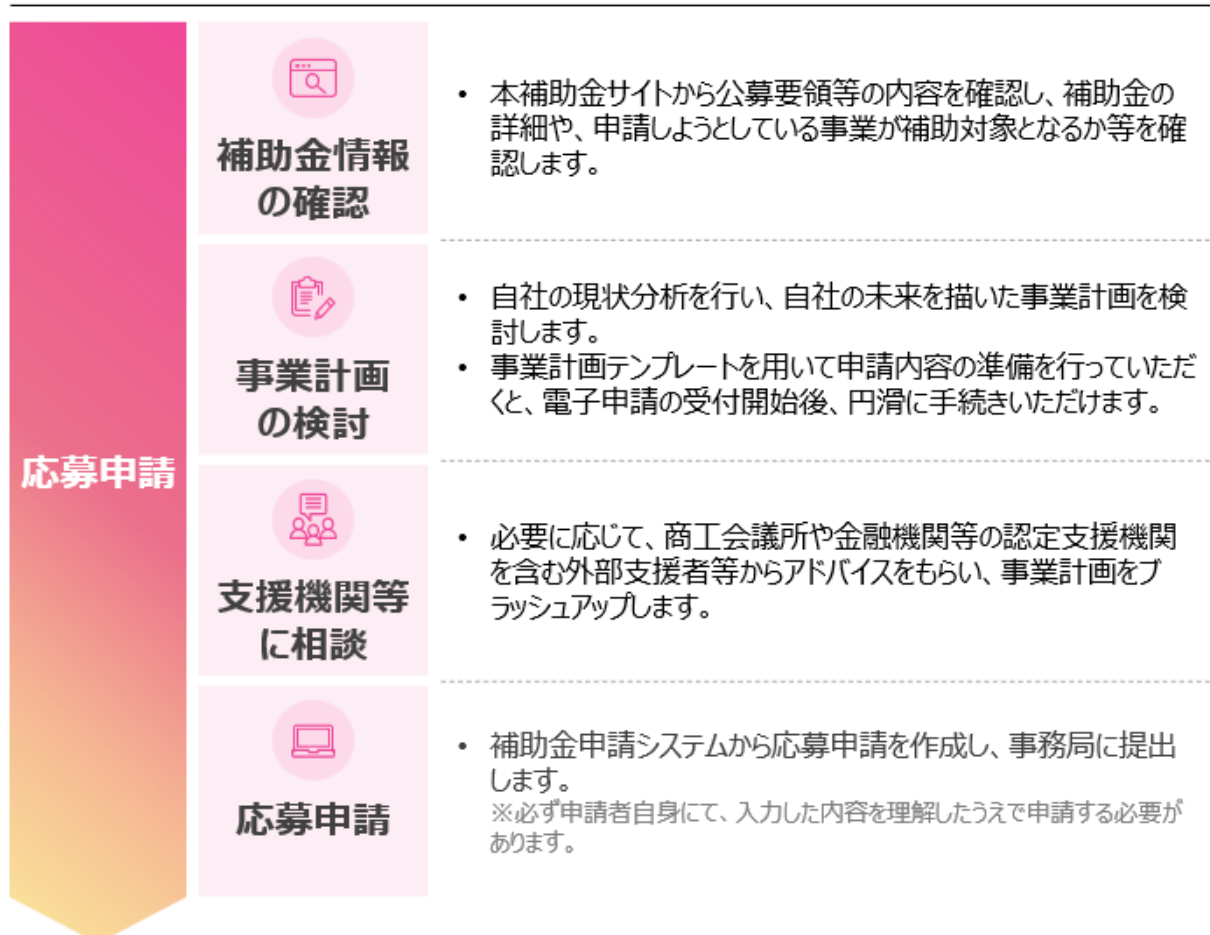 応募申請
補助金情報
の確認
• 本補助金サイトから公募要領等の内容を確認し、補助金の
詳細や、申請しようとしている事業が補助対象となるか等を確
認します。
事業計画
の検討
• 自社の現状分析を行い、自社の未来を描いた事業計画を検
討します。
• 事業計画テンプレートを用いて申請内容の準備を行っていただ
くと、電子申請の受付開始後、円滑に手続きいただけます。
支援機関等
に相談
• 必要に応じて、商工会議所や金融機関等の認定支援機関
を含む外部支援者等からアドバイスをもらい、事業計画をブ
ラッシュアップします。
応募申請
• 補助金申請システムから応募申請を作成し、事務局に提出
します。
※必ず申請者自身にて、入力した内容を理解したうえで申請する必要が
あります。